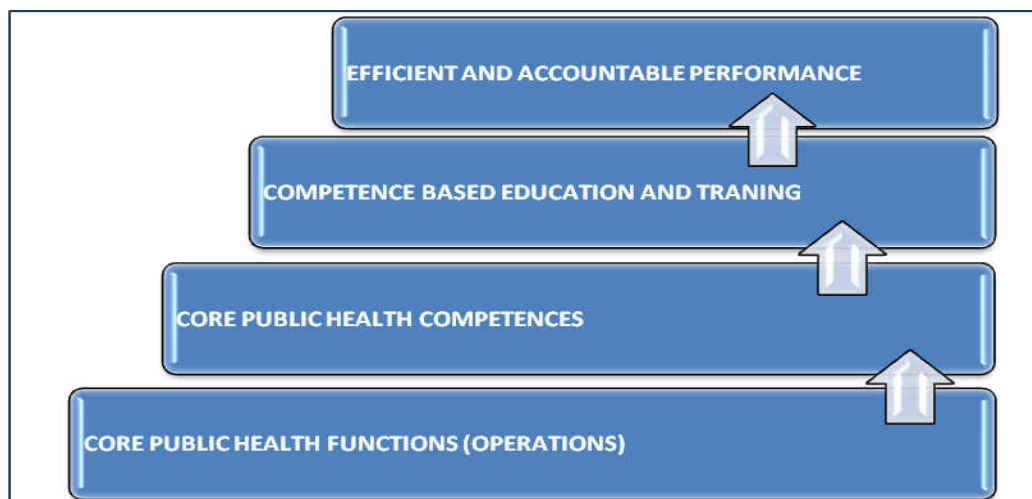 EFFICIENT AND ACCOUNTABLE PERFORMANCE
COMPETENCE BASED EDUCATION AND TRANING
CORE PUBLIC HEALTH COMPETENCES
CORE PUBLIC HEALTH FUNCTIONS (OPERATIONS)